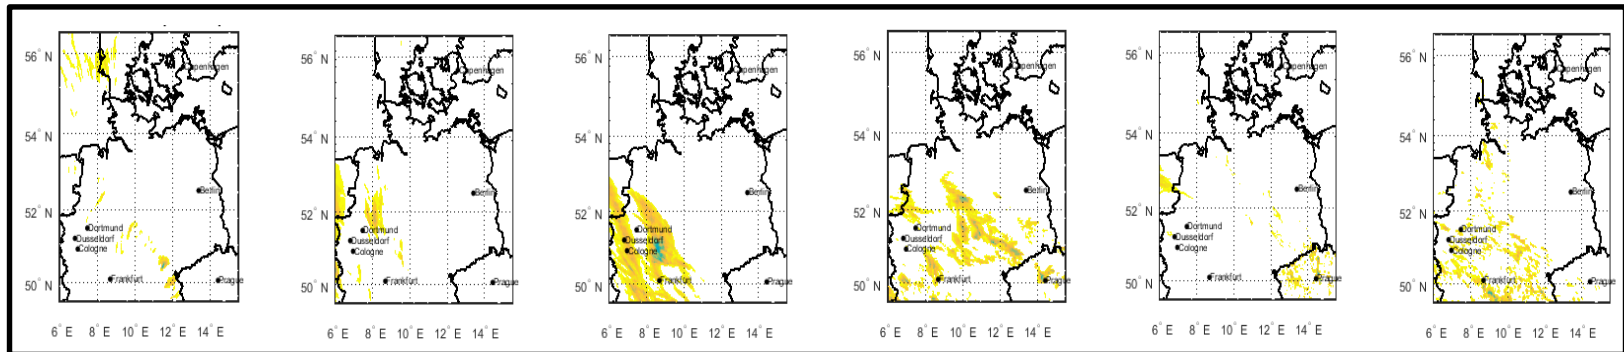 56° N
54° N
52° N
50° N
6° E 8° E 10° E 12° E 14° E
Copenhagen
Berlin
Dortmund
Dusseldorf
Cologne
Frankfurt
Prague
56° N
54° N
52° N
50° N
6° E 8° E 10° E 12° E 14° E
Copenhagen
Berlin
Dortmund
Dusseldorf
Cologne
Frankfurt
Prague
56° N
54° N
52° N
50° N
6° E 8° E 10° E 12° E 14° E
Copenhagen
Berlin
Dortmund
Dusseldorf
Cologne
Frankfurt
Prague
56° N
54° N
52° N
50° N
6° E 8° E 10° E 12° E 14° E
Copenhagen
Berlin
Dortmund
Dusseldorf
Cologne
Frankfurt
Prague
56° N
54° N
52° N
50° N
6° E 8° E 10° E 12° E 14° E
Copenhagen
Berlin
Dortmund
Dusseldorf
Cologne
Frankfurt
Prague
56° N
54° N
52° N
50° N
6° E 8° E 10° E 12° E 14° E
Copenhagen
Berlin
Dortmund
Dusseldorf
Cologne
Frankfurt
Prague